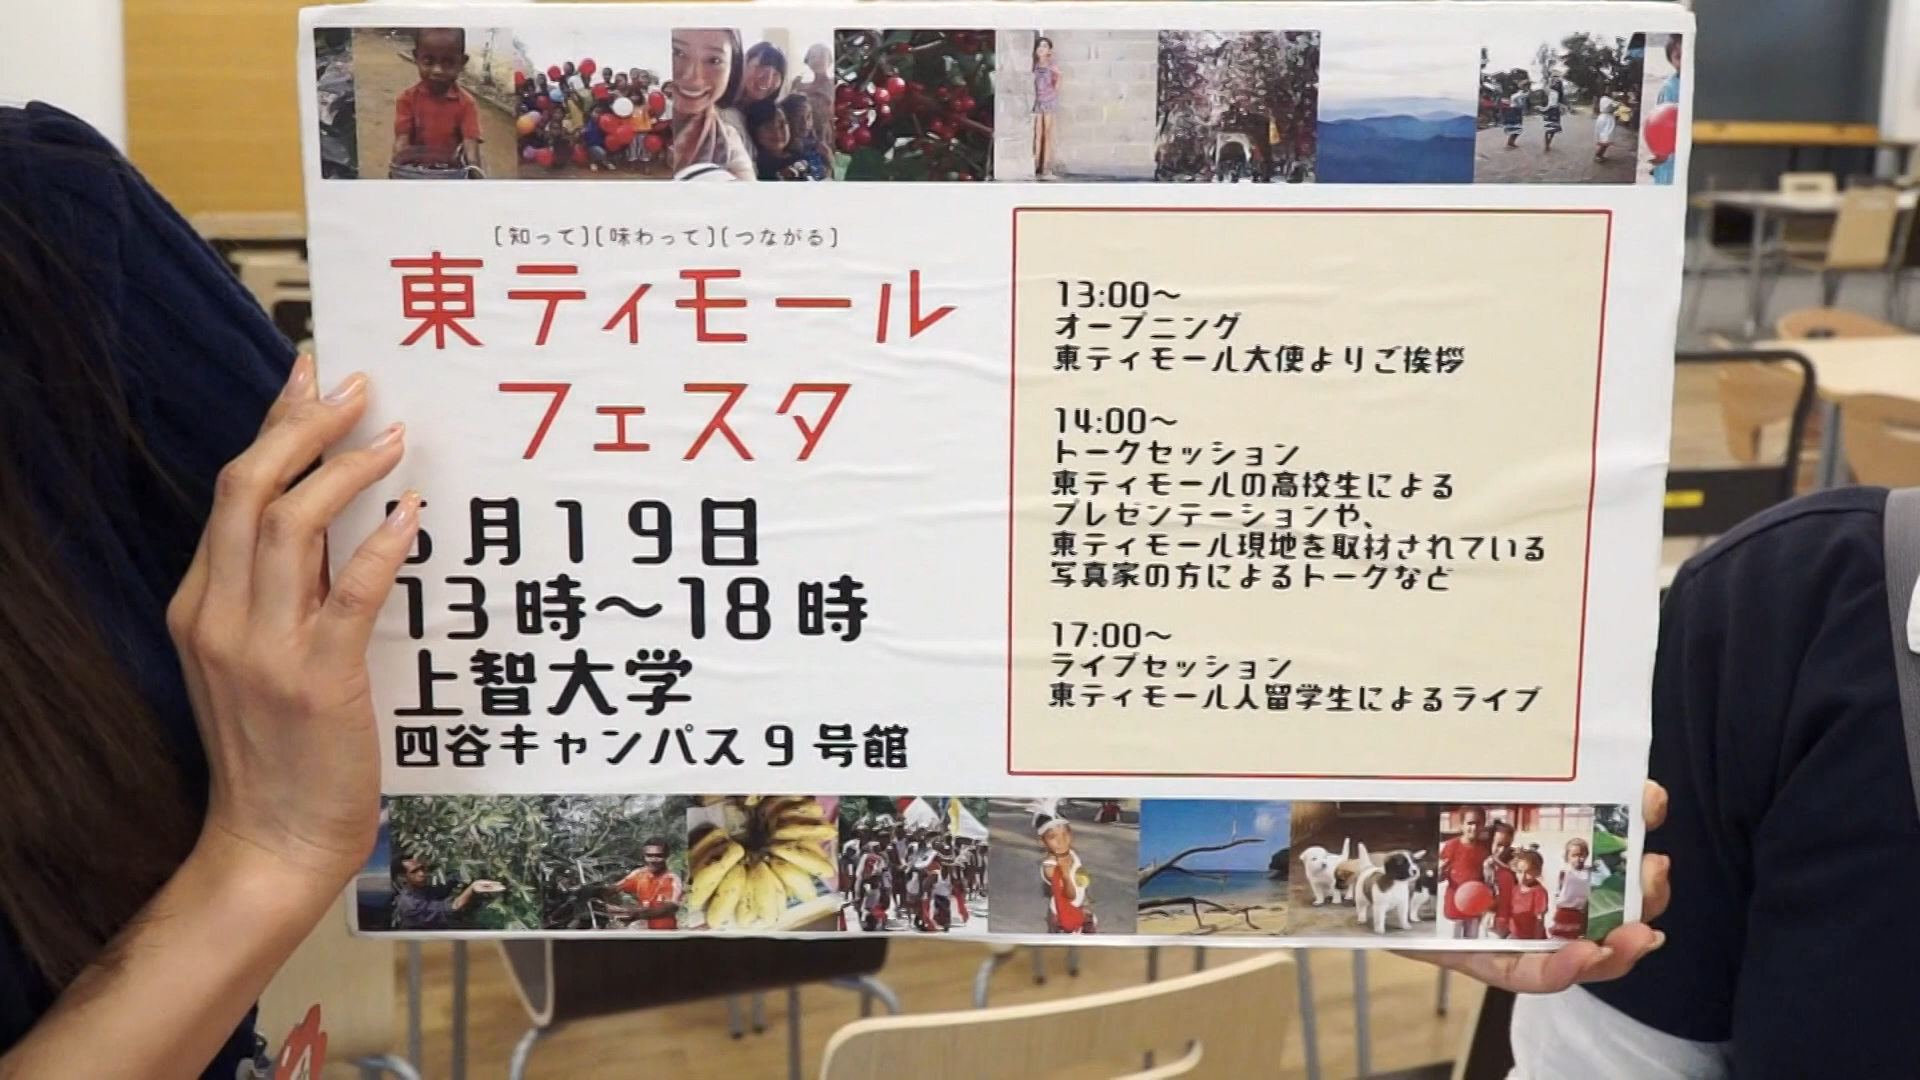 [知って][味わって][つながる]
東ティモール
フェスタ
月19日
13時～18時
上智大学
四谷キャンパス9号館
13:00～
オープニング
東ティモール大使よりご挨拶
14:00～
トークセッション
東ティモールの高校生による
プレゼンテーションや、
東ティモール現地を取材されている
写真家の方によるトークなど
17:00～
ライブセッション
東ティモール人留学生によるライブ